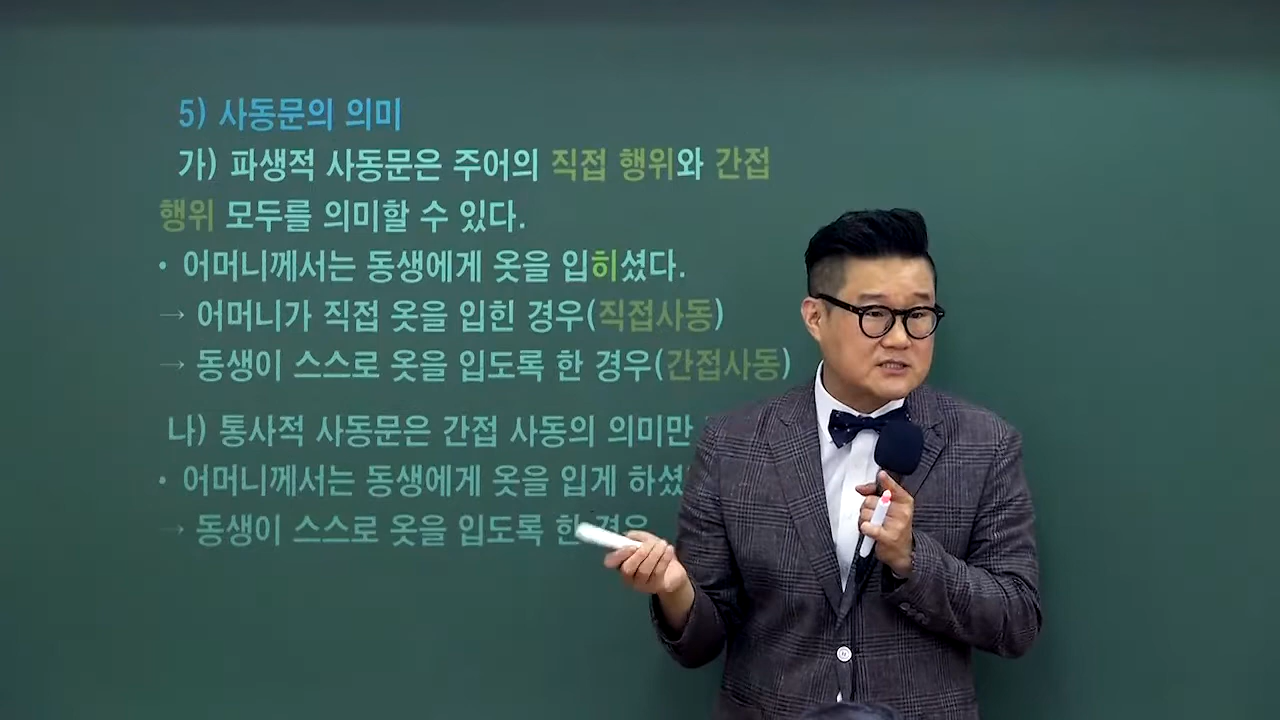 5) 사동문의 의미
가) 파생적 사동문은 주어의 직접 행위와 간접
행위 모두를 의미할 수 있다.
• 어머니께서는 동생에게 옷을 입히셨다.
→ 어머니가 직접 옷을 입힌 경우(직접사동)
→ 동생이 스스로 옷을 입도록 한 경우(간접사동)
나) 통사적 사동문은 간접 사동의 의미만
• 어머니께서는 동생에게 옷을 입게 하셨
→ 동생이 스스로 옷을 입도록 한 경우